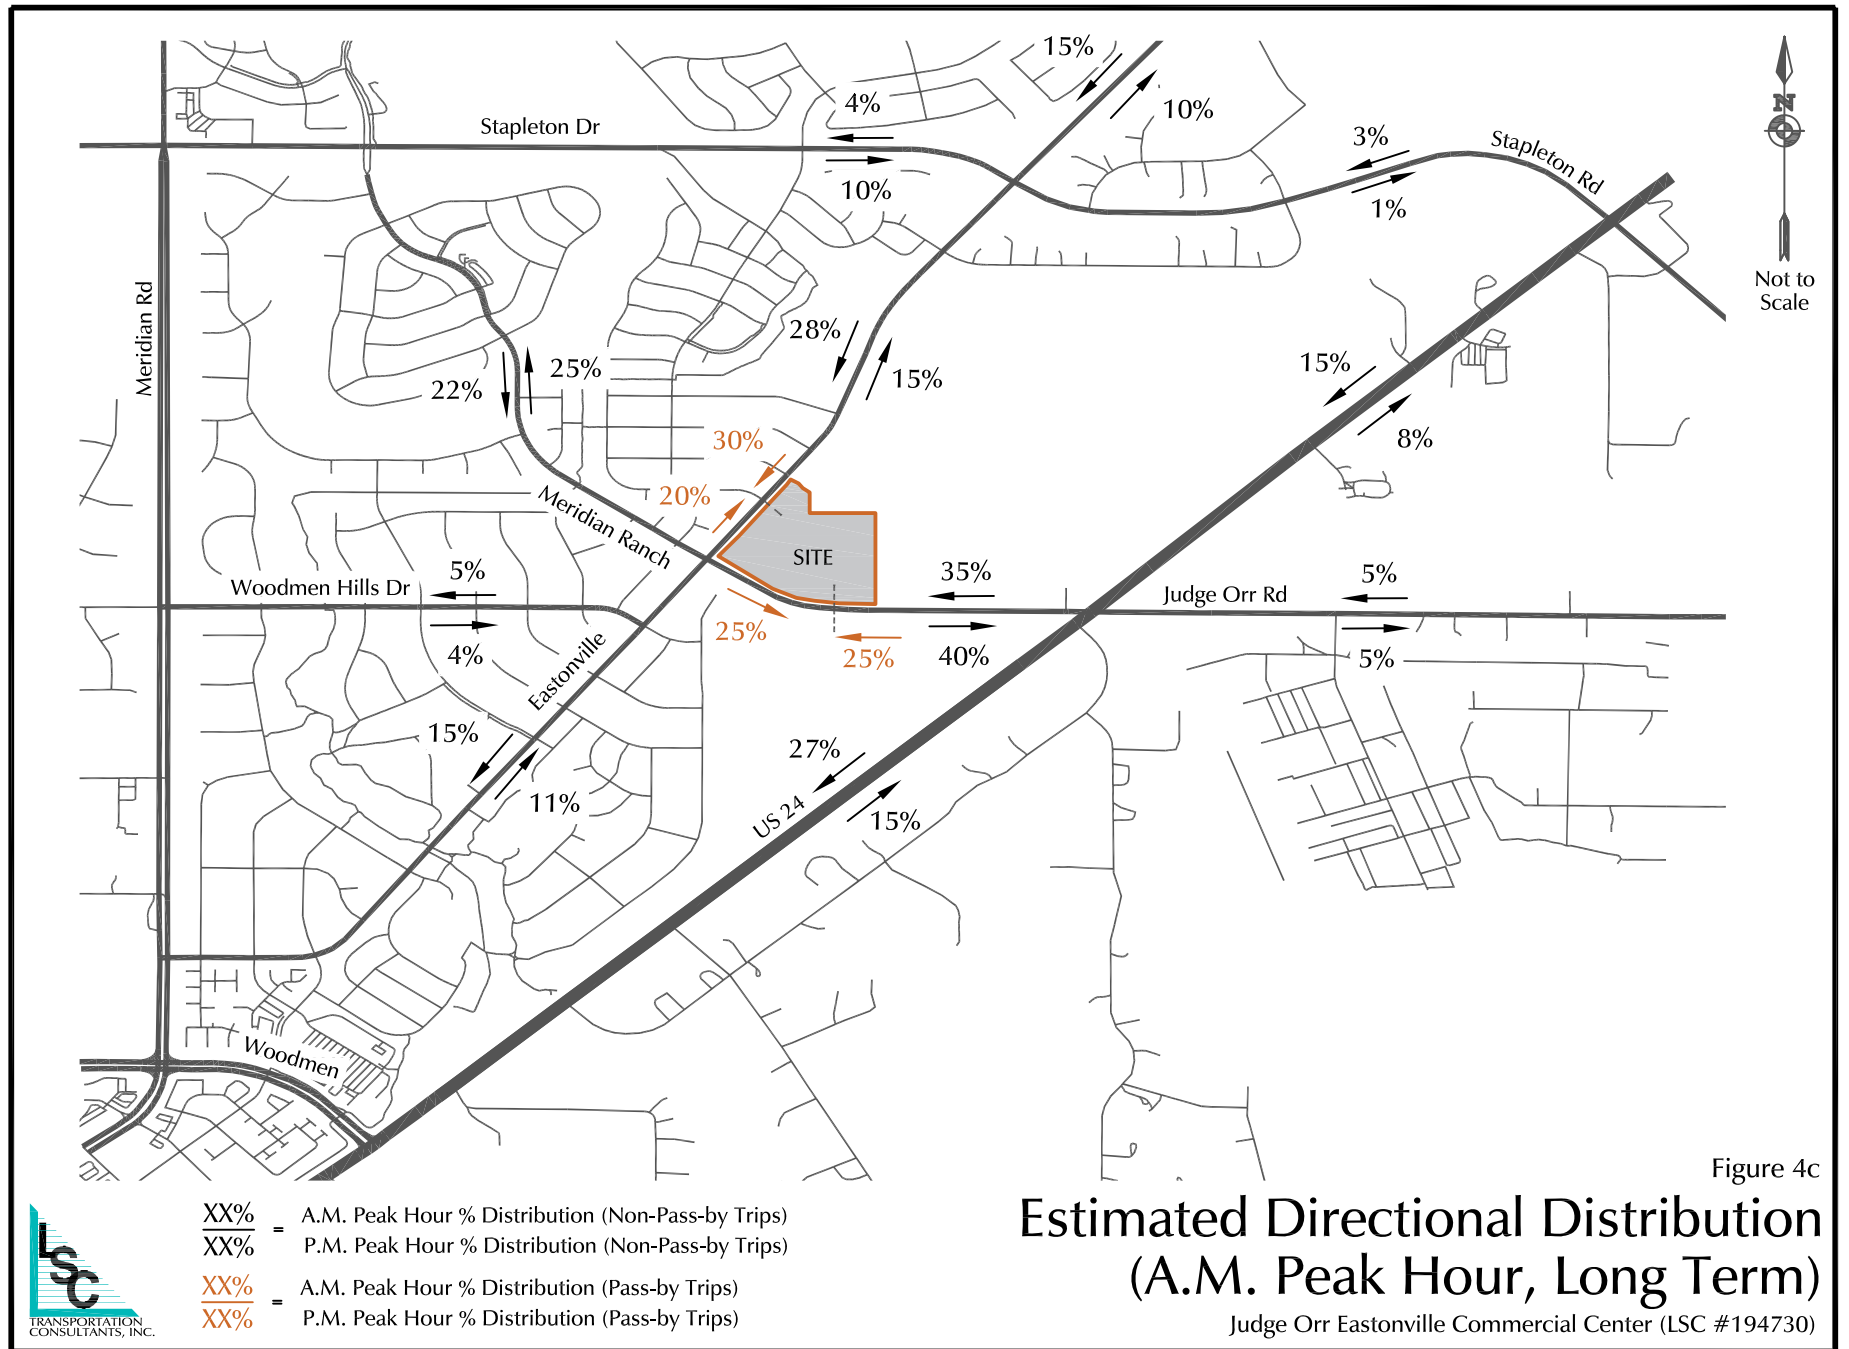 15%
10%
4%
Stapleton Dr
10%
3%
Stapleton Rd
1%
N
Not to
Scale
Meridian Rd
28%
15%
25%
22%
15%
8%
30%
20%
Meridian Ranch
SITE
Woodmen Hills Dr
5%
4%
35%
40%
Judge Orr Rd
5%
5%
25%
25%
Eastonville
15%
11%
27%
US 24
15%
Woodmen
Figure 4c
Estimated Directional Distribution
(A.M. Peak Hour, Long Term)
Judge Orr Eastonville Commercial Center (LSC #194730)
LSC
TRANSPORTATION
CONSULTANTS, INC.
XX% = A.M. Peak Hour % Distribution (Non-Pass-by Trips)
XX% P.M. Peak Hour % Distribution (Non-Pass-by Trips)
XX% = A.M. Peak Hour % Distribution (Pass-by Trips)
XX% P.M. Peak Hour % Distribution (Pass-by Trips)